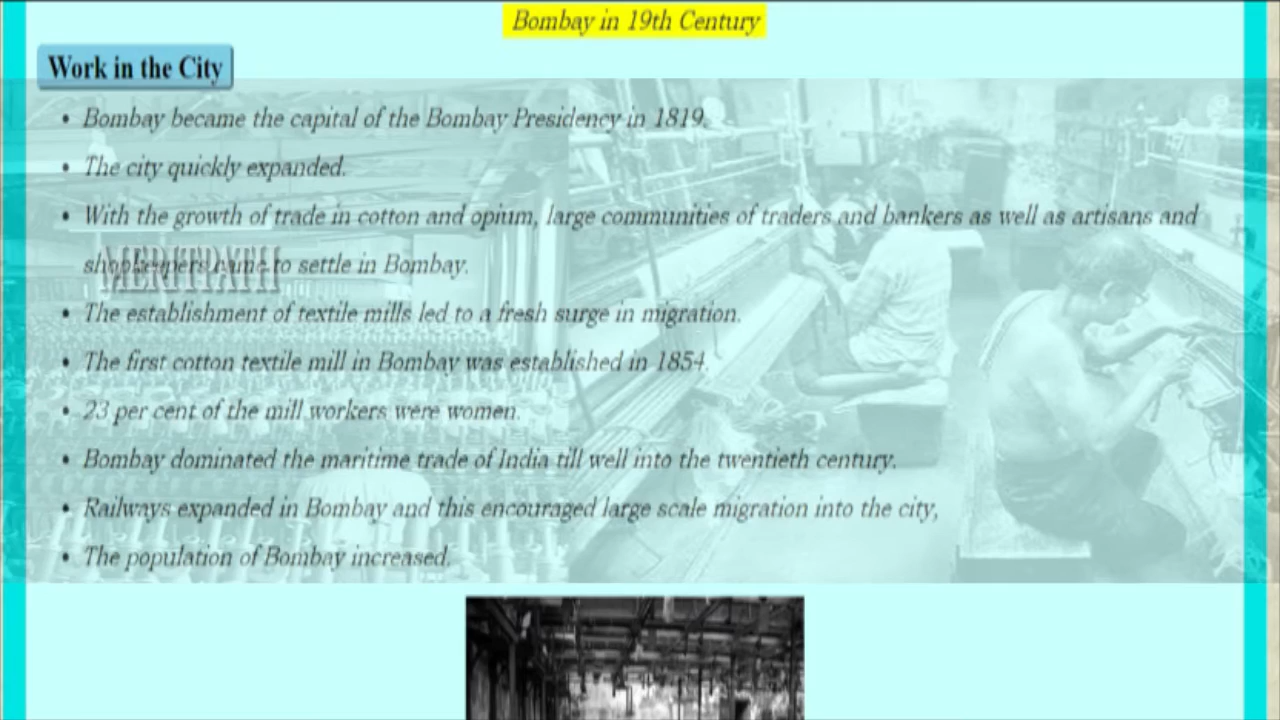 Bombay in 19th Century
Work in the City
• Bombay became the capital of the Bombay Presidency in 1819.
• The city quickly expanded.
• With the growth of trade in cotton and opium, large communities of traders and bankers as well as artisans and
shopkeepers came to settle in Bombay.
MERITPATH
• The establishment of textile mills led to a fresh surge in migration.
• The first cotton textile mill in Bombay was established in 1854.
• 23 per cent of the mill workers were women.
• Bombay dominated the maritime trade of India till well into the twentieth century.
• Railways expanded in Bombay and this encouraged large scale migration into the city,
• The population of Bombay increased.